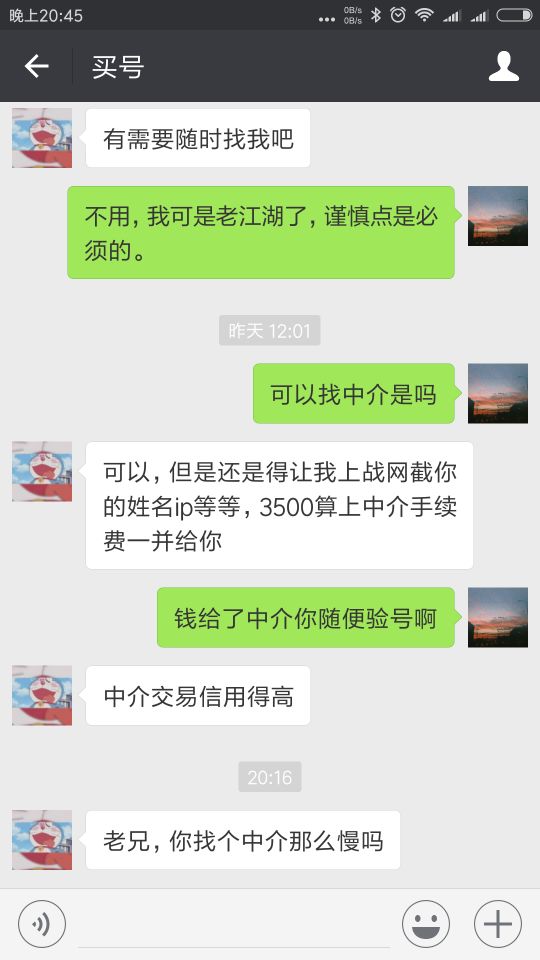 晚上20:45
0B/s
0B/s
买号
有需要随时找我吧
不用，我可是老江湖了，谨慎点是必
须的。
昨天 12:01
可以找中介是吗
可以，但是还是得让我上战网截你
的姓名ip等等，3500算上中介手续
费一并给你
钱给了中介你随便验号啊
中介交易信用得高
20:16
老兄，你找个中介那么慢吗